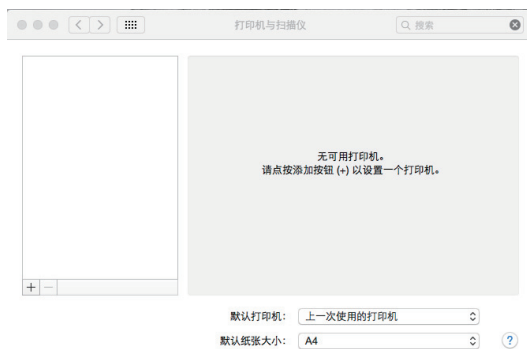 打印机与扫描仪
搜索
无可用打印机。
请点按添加按钮 (+) 以设置一个打印机。
+ −
默认打印机: 上一次使用的打印机
默认纸张大小: A4
?